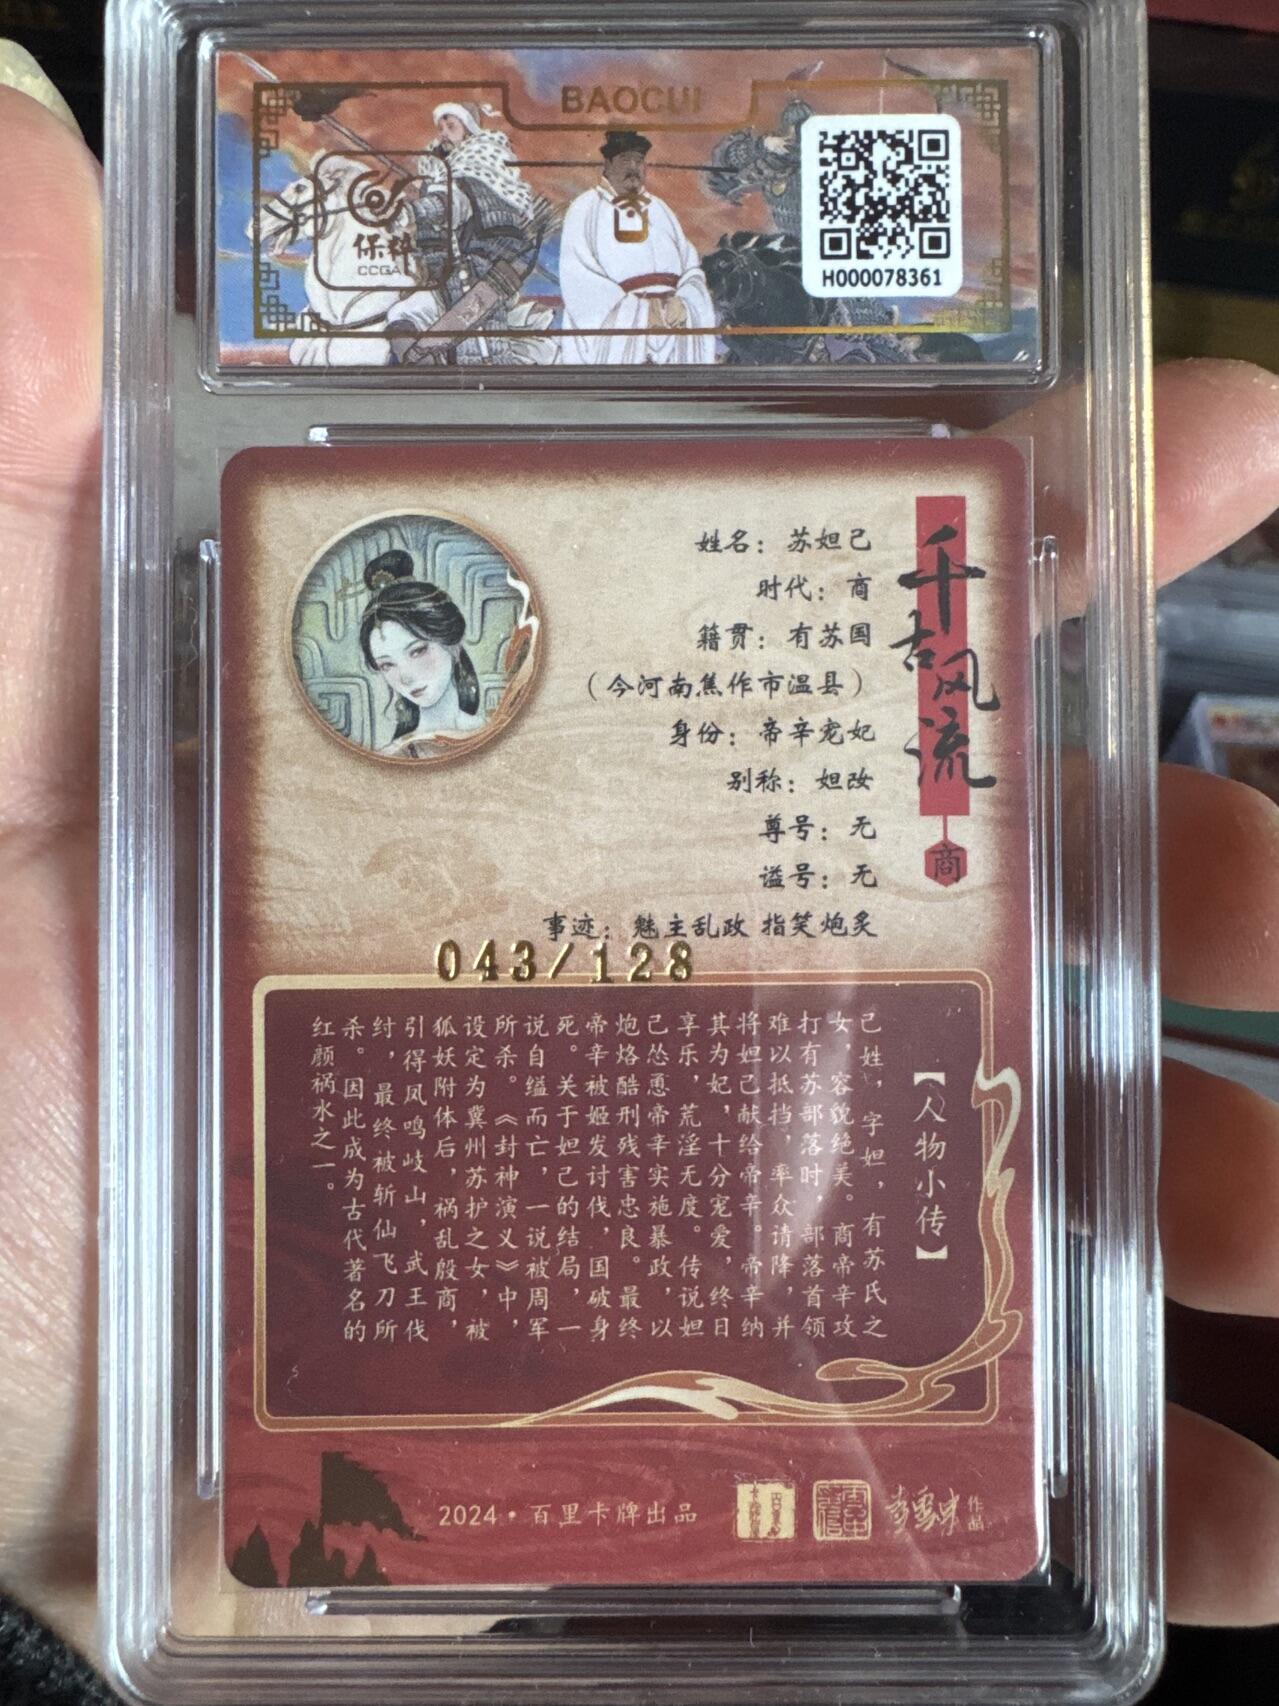 BAOCUI
保粹
CCGA
H000078361
千古风流
商
姓名：苏妲己
时代：商
籍贯：有苏国
（今河南焦作市温县）
身份：帝辛宠妃
别称：妲改
尊号：无
谥号：无
事迹：魅主乱政 指笑炮炙
043/128
【人物小传】
己姓，字妲，有苏氏之
女，容貌绝美。商帝辛攻
打有苏部落时，部落首领
难以抵挡，率众请降，并
将妲己献给帝辛。帝辛纳
其为妃，十分宠爱，终日
享乐，荒淫无度。传说妲
己怂恿帝辛实施暴政，以
炮烙酷刑残害忠良。最终
帝辛被姬发讨伐，国破身
死。关于妲己的结局，一
说自缢而亡，一说被周军
所杀。《封神演义》中，
设定为冀州苏护之女，被
狐妖附体后，祸乱殷商，
引得凤鸣岐山，武王伐
纣，最终被斩仙飞刀所
杀。因此成为古代著名的
红颜祸水之一。
2024·百里卡牌出品
作品